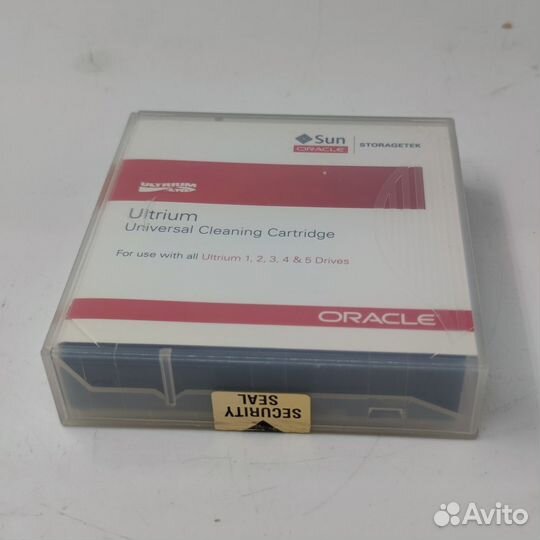 Sun
ORACLE
STORAGETEK
ULTRIUM
LTO
Ultrium
Universal Cleaning Cartridge
For use with all Ultrium 1, 2, 3, 4 & 5 Drives
ORACLE
SECURITY
SEAL
Avito